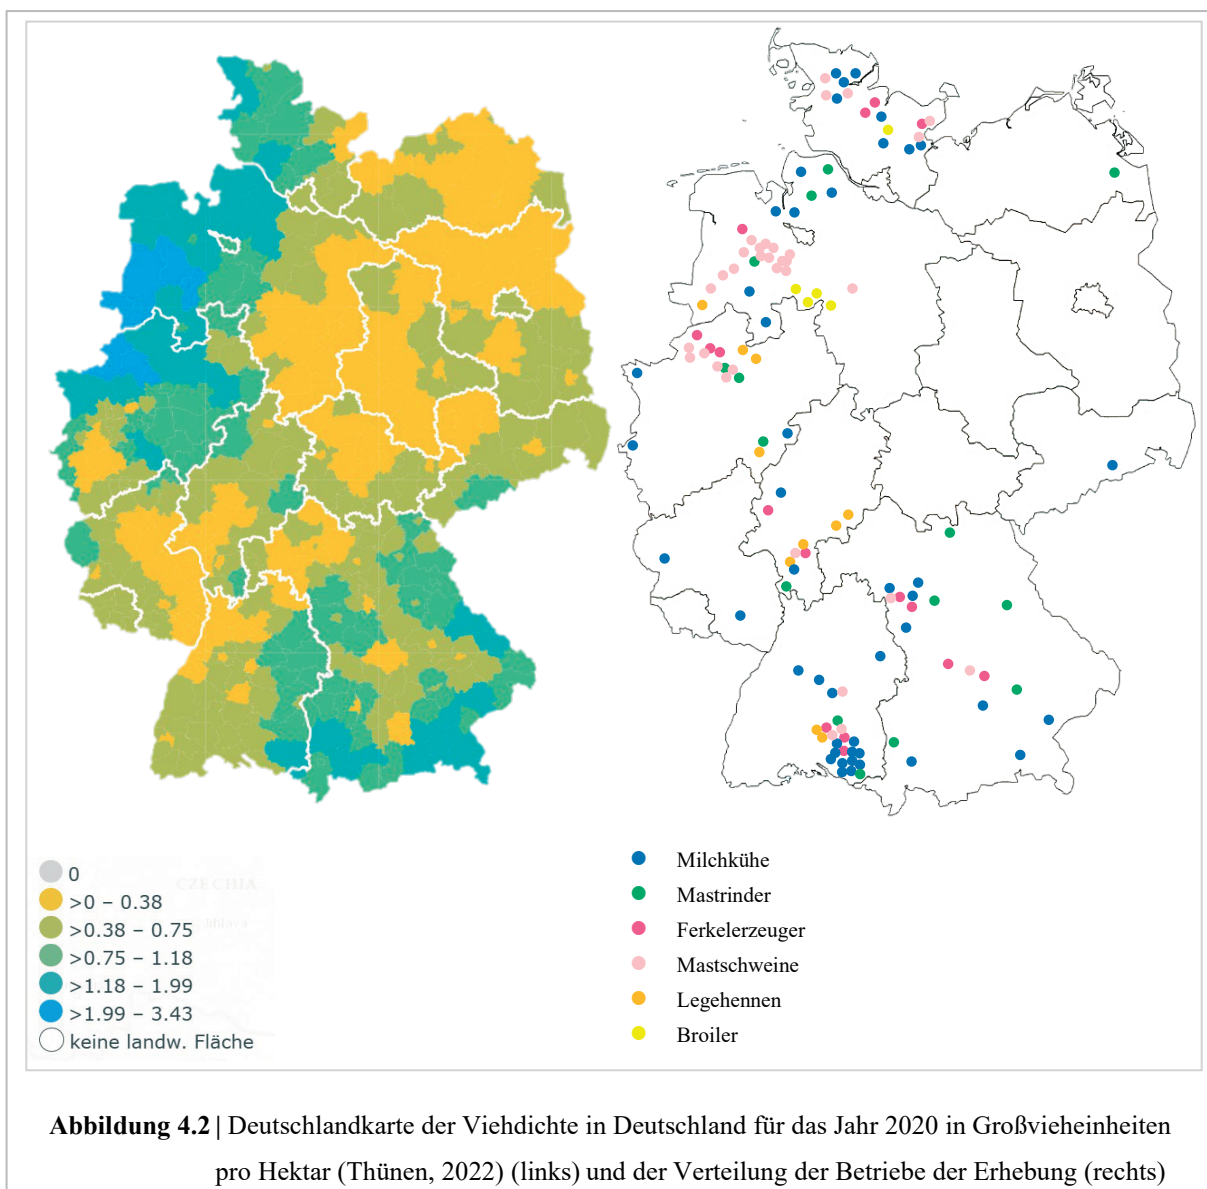 CZECHIA
Jihlava
0
>0 – 0.38
>0.38 – 0.75
>0.75 – 1.18
>1.18 – 1.99
>1.99 – 3.43
keine landw. Fläche
Milchkühe
Mastrinder
Ferkelerzeuger
Mastschweine
Legehennen
Broiler
Abbildung 4.2 | Deutschlandkarte der Viehdichte in Deutschland für das Jahr 2020 in Großvieheinheiten
pro Hektar (Thünen, 2022) (links) und der Verteilung der Betriebe der Erhebung (rechts)